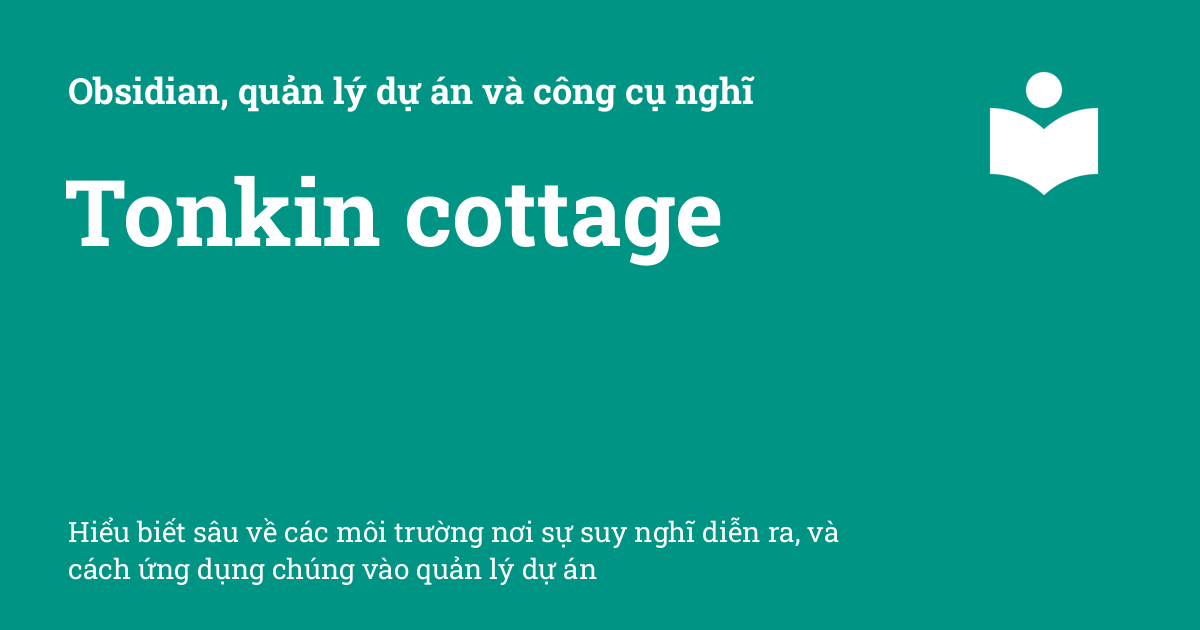 Obsidian, quản lý dự án và công cụ nghĩ
Tonkin cottage
Hiểu biết sâu về các môi trường nơi sự suy nghĩ diễn ra, và
cách ứng dụng chúng vào quản lý dự án